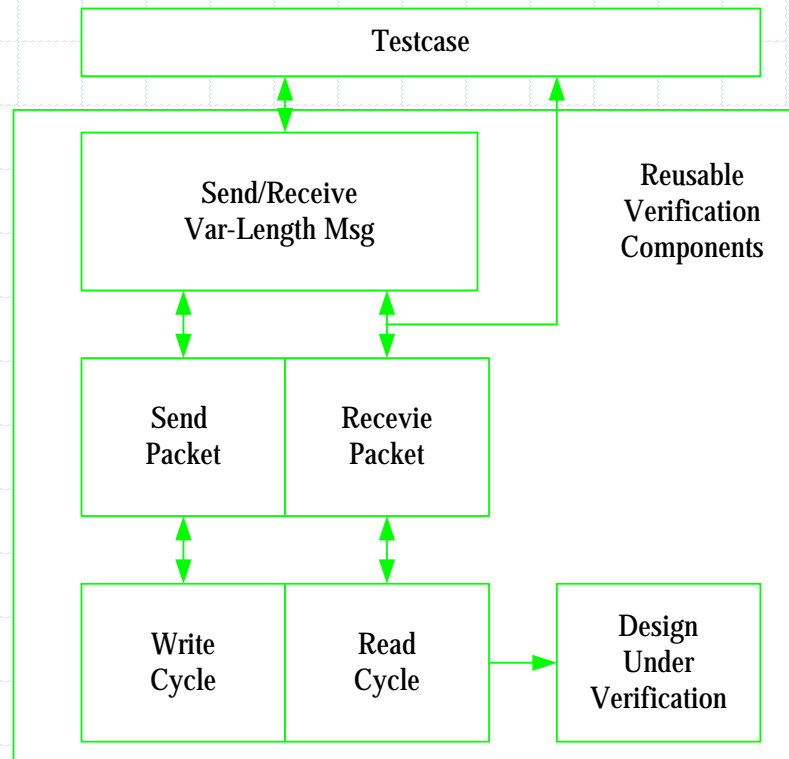 Testcase
Send/Receive
Var-Length Msg
Reusable
Verification
Components
Send
Packet
Recevie
Packet
Write
Cycle
Read
Cycle
Design
Under
Verification